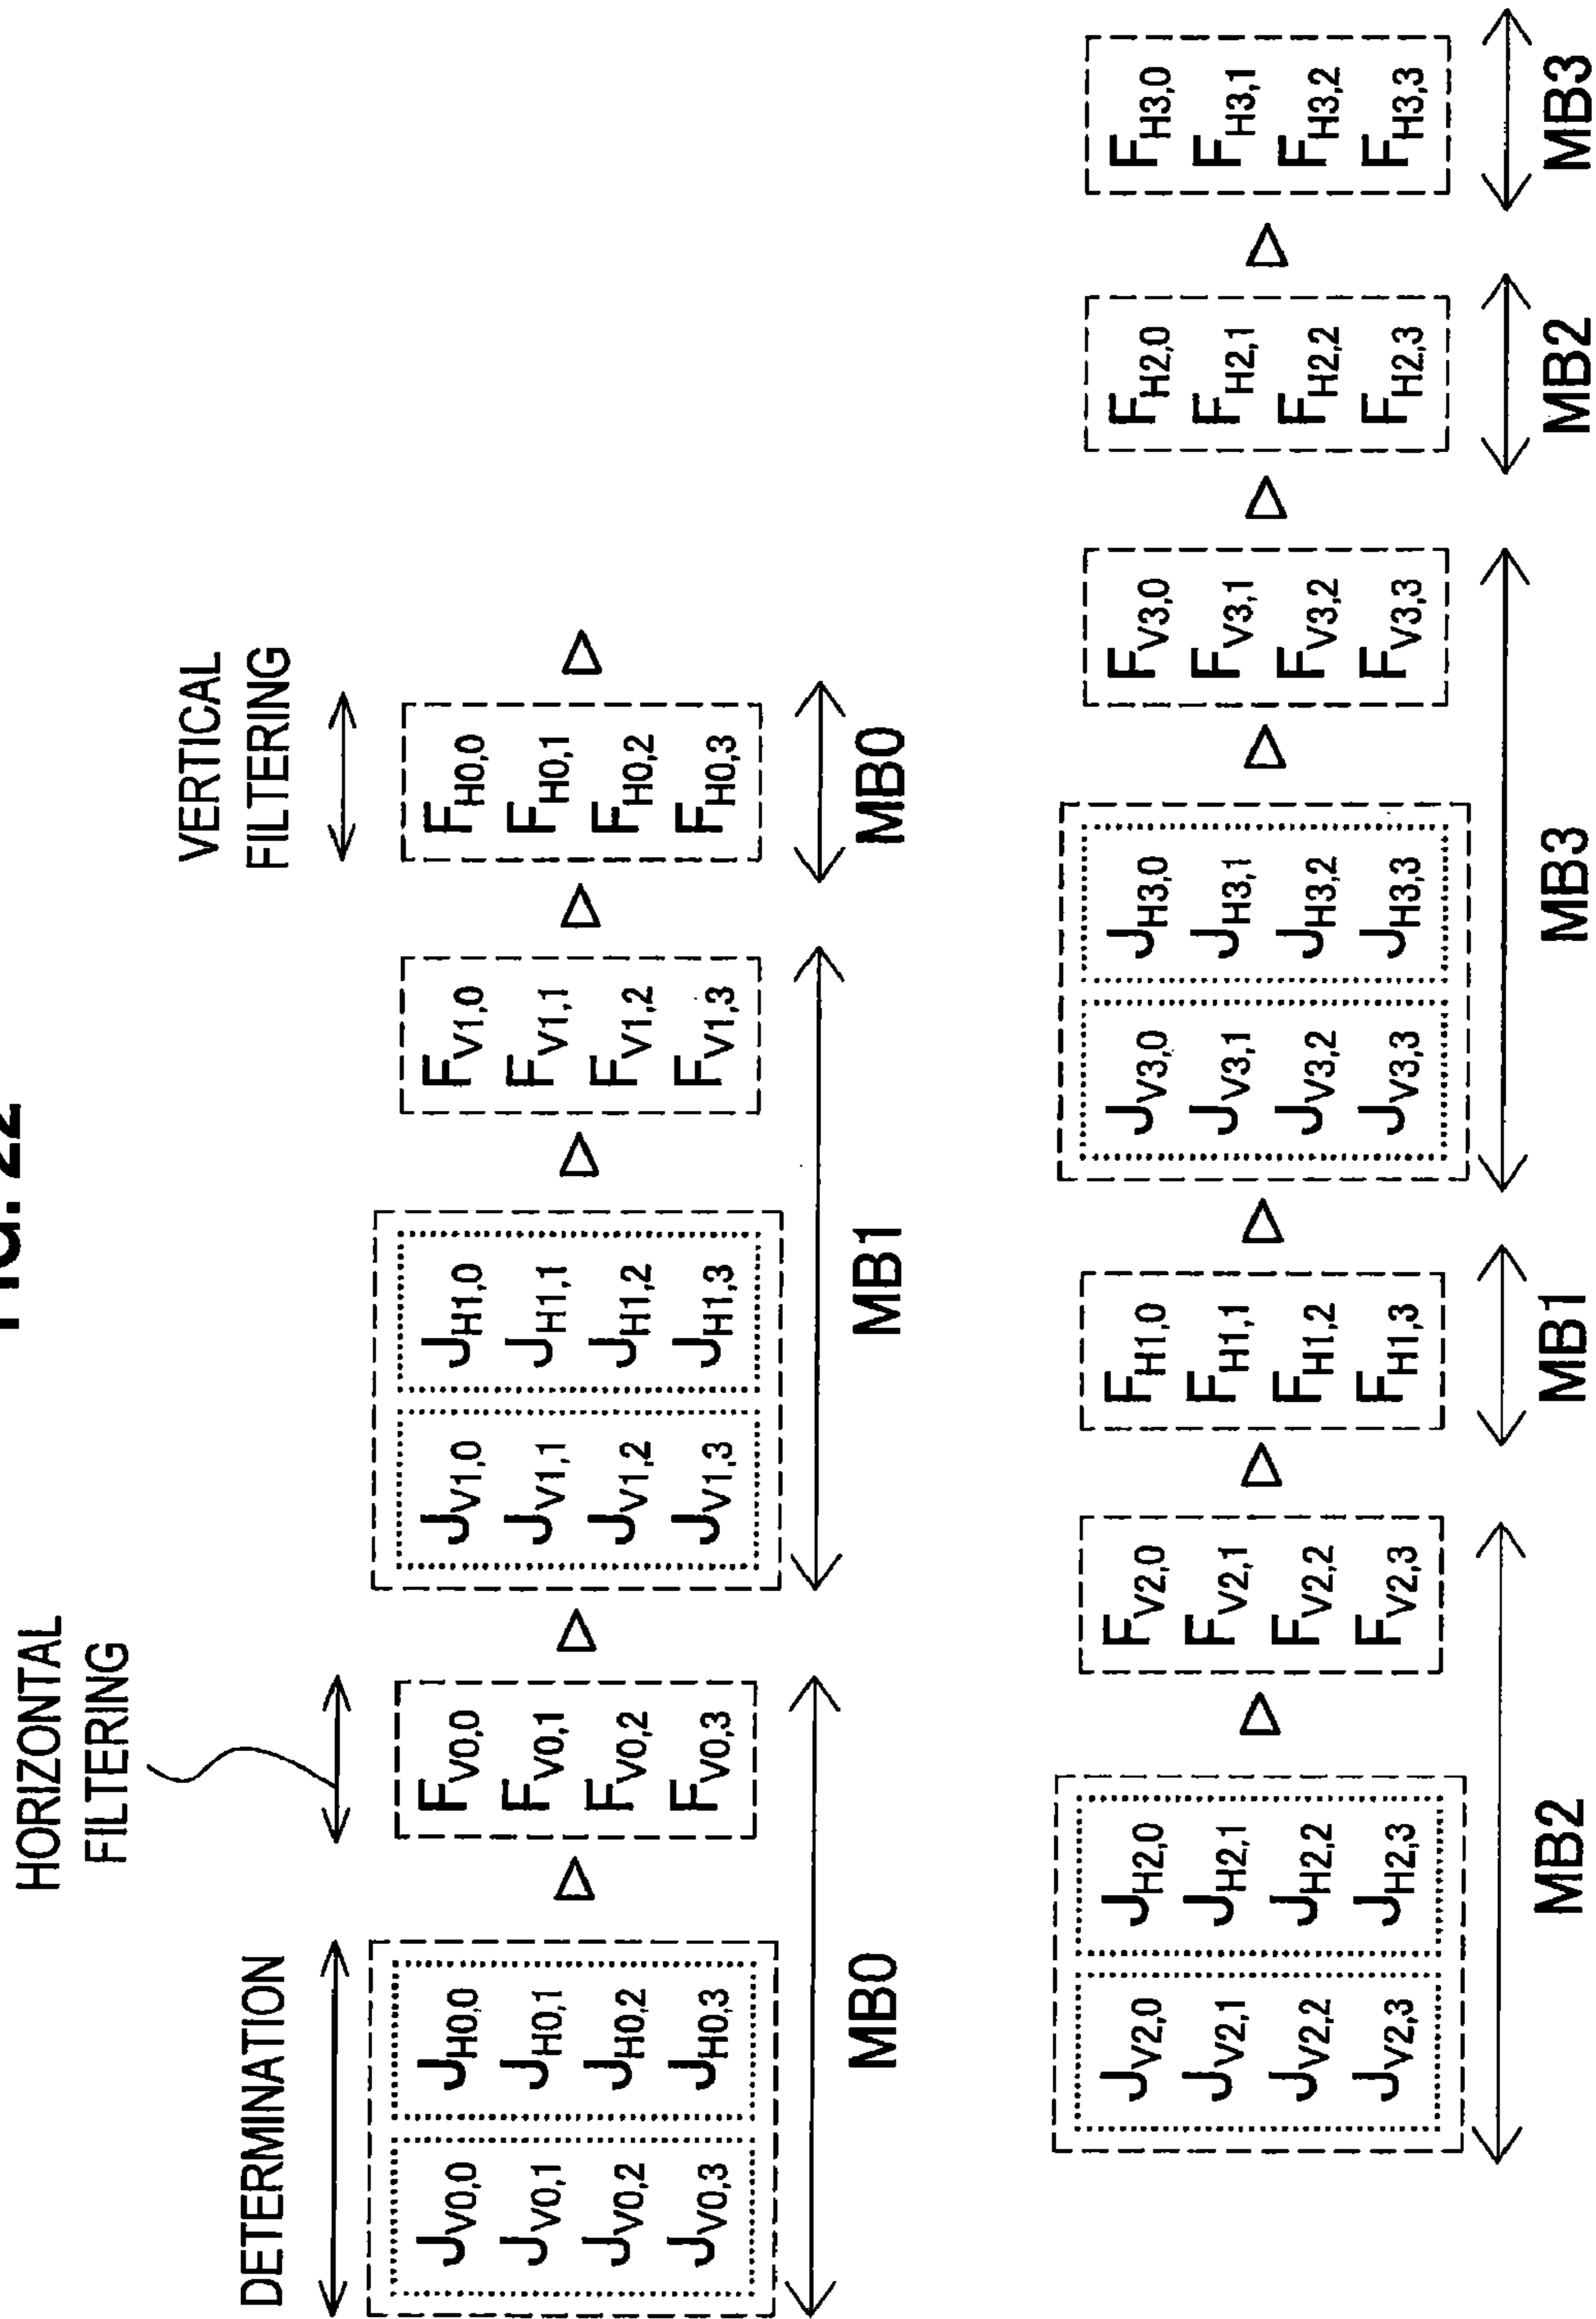 FIG. 22
HORIZONTAL
FILTERING
VERTICAL
FILTERING
DETERMINATION
JV0,0 JH0,0 FV0,0 JV1,0 JH1,0 FV1,0 FH0,0
JV0,1 JH0,1 FV0,1 JV1,1 JH1,1 FV1,1 FH0,1
JV0,2 JH0,2 FV0,2 JV1,2 JH1,2 FV1,2 FH0,2
JV0,3 JH0,3 FV0,3 JV1,3 JH1,3 FV1,3 FH0,3
MB0 MB1 MB0
JV2,0 JH2,0 FV2,0 FH1,0 JV3,0 JH3,0 FV3,0 FH2,0 FH3,0
JV2,1 JH2,1 FV2,1 FH1,1 JV3,1 JH3,1 FV3,1 FH2,1 FH3,1
JV2,2 JH2,2 FV2,2 FH1,2 JV3,2 JH3,2 FV3,2 FH2,2 FH3,2
JV2,3 JH2,3 FV2,3 FH1,3 JV3,3 JH3,3 FV3,3 FH2,3 FH3,3
MB2 MB1 MB3 MB2 MB3